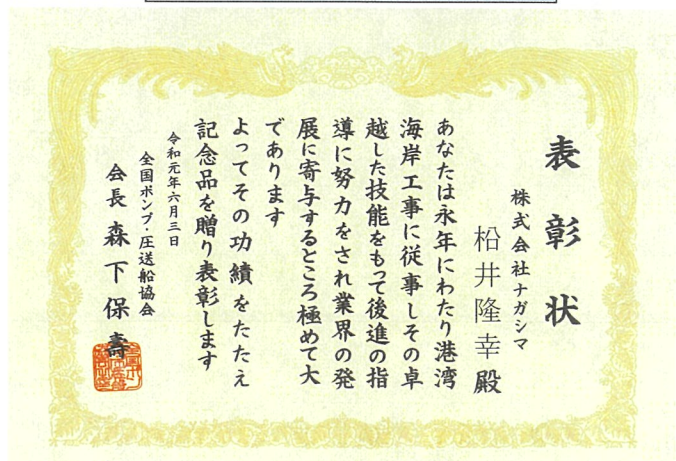 表彰状
株式会社ナガシマ
枩井隆幸殿
あなたは永年にわたり港湾
海岸工事に従事しその卓
越した技能をもって後進の指
導に努力をされ業界の発
展に寄与するところ極めて大
であります
よってその功績をたたえ
記念品を贈り表彰します
令和元年六月三日
全国ポンプ・圧送船協会
会長森下保壽